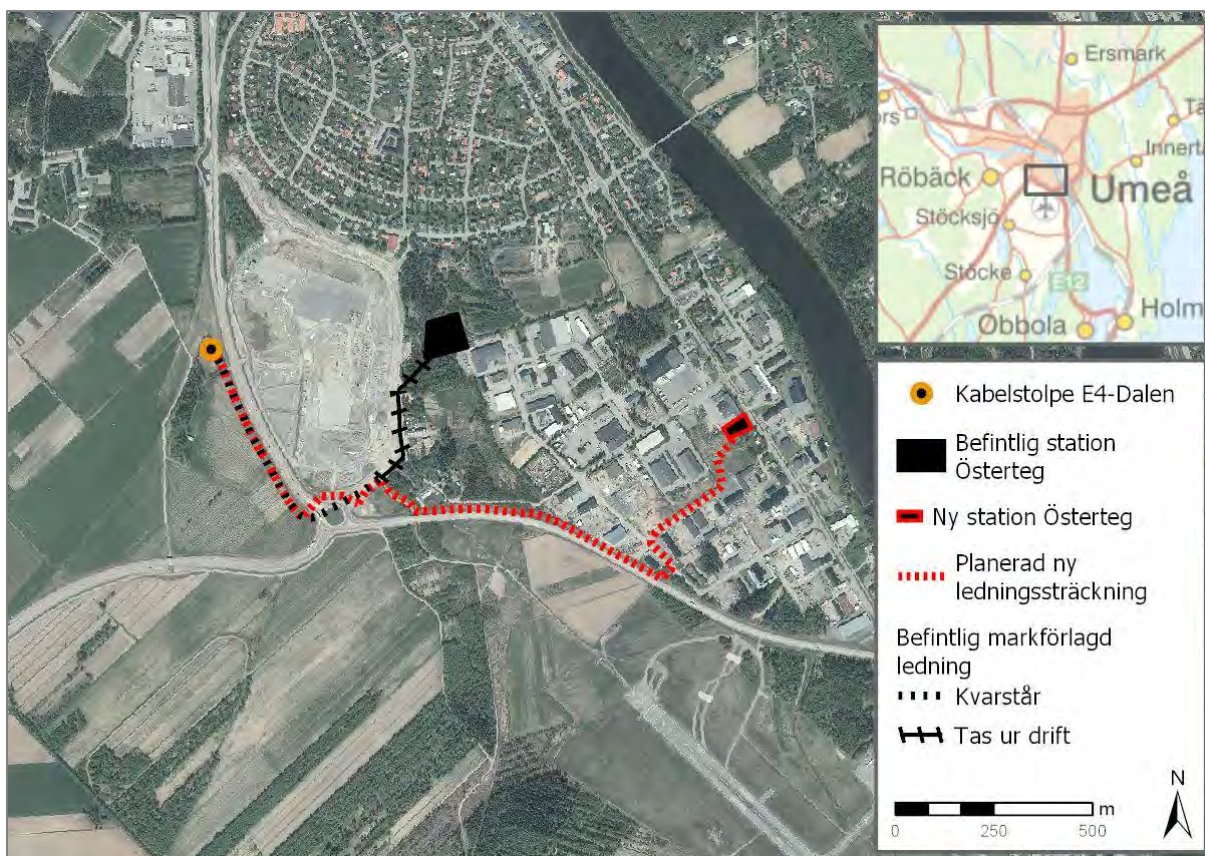 Ersmark
Innert
Röbäck
Umeå
Stöcksjö
Stöcke
E12
Obbola
Holm
Kabelstolpe E4-Dalen
Befintlig station
Österteg
Ny station Österteg
Planerad ny
ledningssträckning
Befintlig markförlagd
ledning
Kvarstår
Tas ur drift
N
m
0 250 500